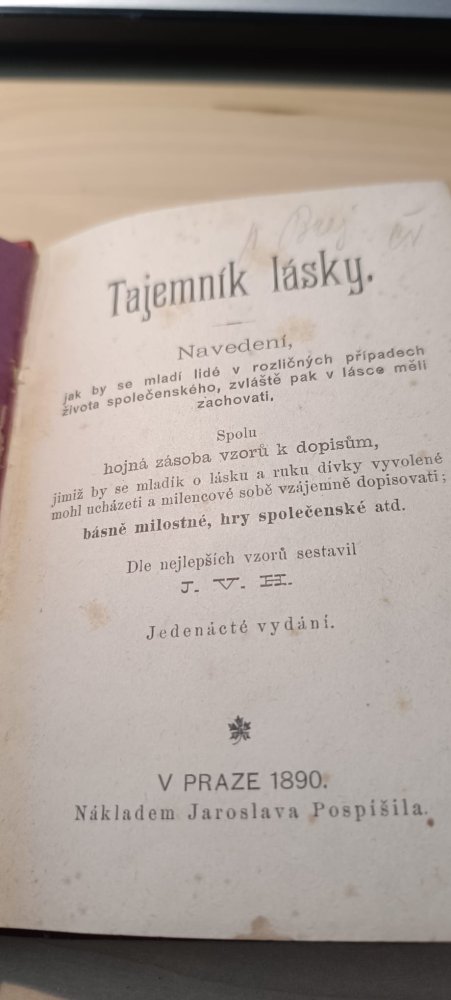 Tajemník lásky.
Navedení,
jak by se mladí lidé v rozličných případech
života společenského, zvláště pak v lásce měli
zachovati.
Spolu
hojná zásoba vzorů k dopisům,
jimiž by se mladík o lásku a ruku dívky vyvolené
mohl ucházeti a milencové sobě vzájemně dopisovati;
básně milostné, hry společenské atd.
Dle nejlepších vzorů sestavil
J. V. H.
Jedenácté vydání.
V PRAZE 1890.
Nákladem Jaroslava Pospíšila.